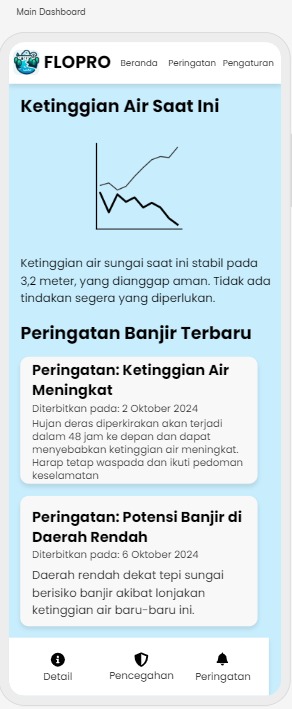 Main Dashboard
FLOPRO Beranda Peringatan Pengaturan
Ketinggian Air Saat Ini
Ketinggian air sungai saat ini stabil pada
3,2 meter, yang dianggap aman. Tidak ada
tindakan segera yang diperlukan.
Peringatan Banjir Terbaru
Peringatan: Ketinggian Air
Meningkat
Diterbitkan pada: 2 Oktober 2024
Hujan deras diperkirakan akan terjadi
dalam 48 jam ke depan dan dapat
menyebabkan ketinggian air meningkat.
Harap tetap waspada dan ikuti pedoman
keselamatan
Peringatan: Potensi Banjir di
Daerah Rendah
Diterbitkan pada: 6 Oktober 2024
Daerah rendah dekat tepi sungai
berisiko banjir akibat lonjakan
ketinggian air baru-baru ini.
Detail Pencegahan Peringatan